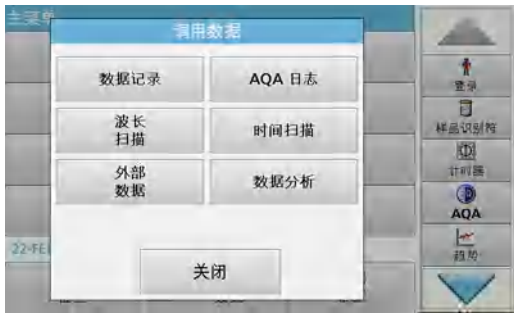 主菜单
调用数据
数据记录
AQA 日志
波长
扫描
时间扫描
外部
数据
数据分析
关闭
22-FE
登录
样品识别符
计时器
AQA
趋势